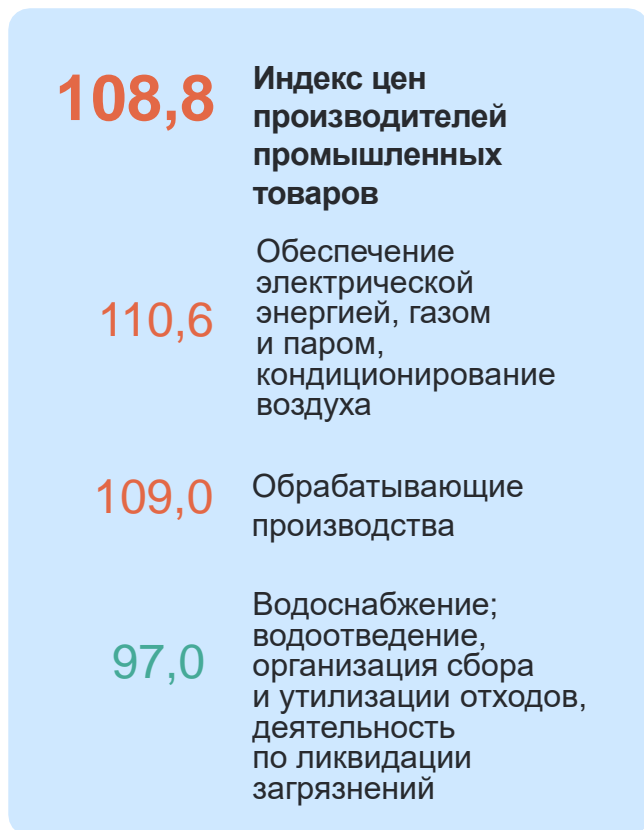 108,8
Индекс цен
производителей
промышленных
товаров
110,6
Обеспечение
электрической
энергией, газом
и паром,
кондиционирование
воздуха
109,0
Обрабатывающие
производства
97,0
Водоснабжение;
водоотведение,
организация сбора
и утилизации отходов,
деятельность
по ликвидации
загрязнений